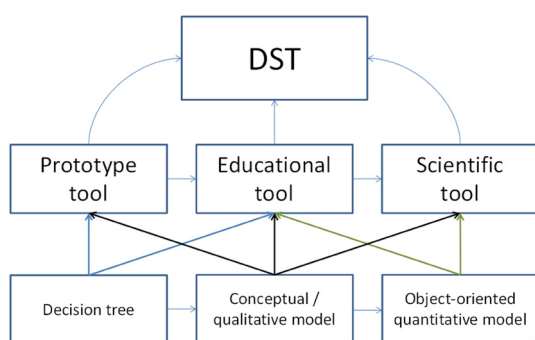 DST
Prototype
tool
Educational
tool
Scientific
tool
Decision tree
Conceptual /
qualitative model
Object-oriented
quantitative model